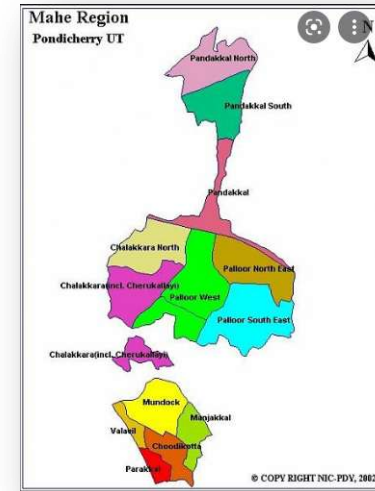 Mahe Region
Pondicherry UT
N
Pandakkal North
Pandakkal South
Pandakkal
Chalakkara North
Palloor North East
Chalakkara(incl. Cherukallayi)
Palloor West
Palloor South East
Chalakkara(incl. Cherukallayi)
Mundock
Manjakkal
Valavil
Choodikotta
Parakkal
© COPY RIGHT NIC-PDY, 2002